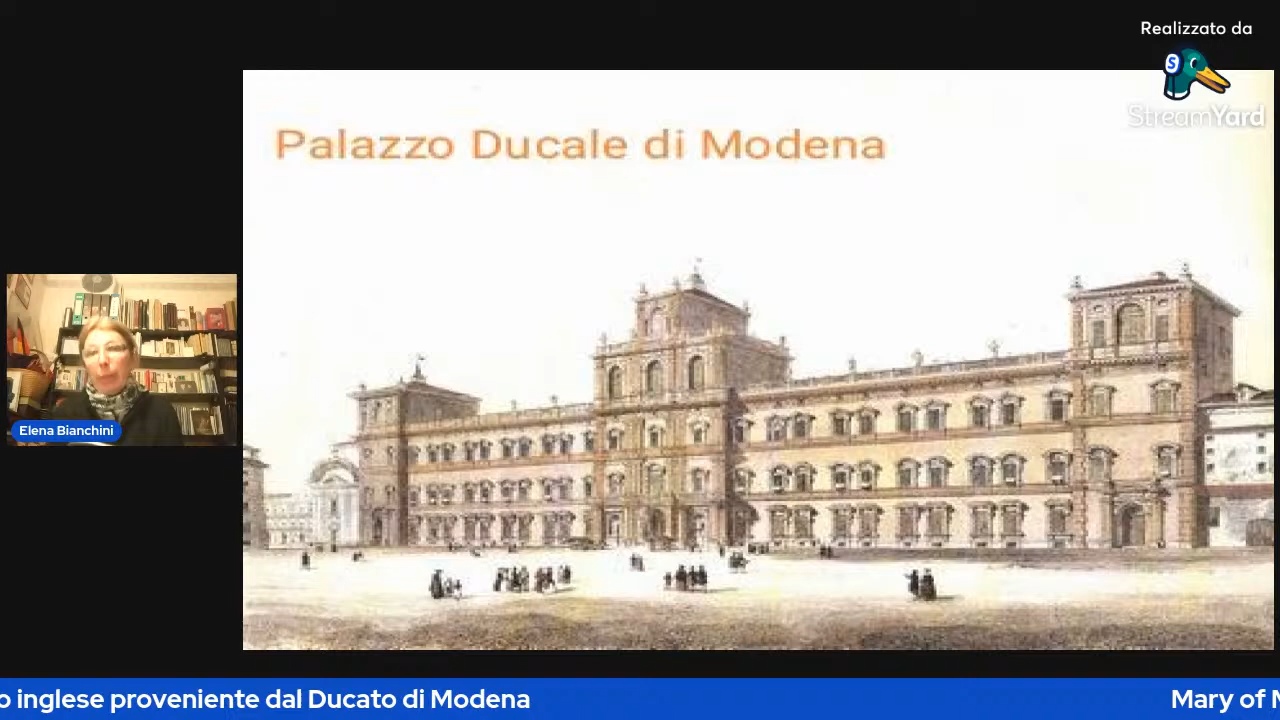 Realizzato da
StreamYard
Palazzo Ducale di Modena
Elena Bianchini
o inglese proveniente dal Ducato di Modena
Mary of M